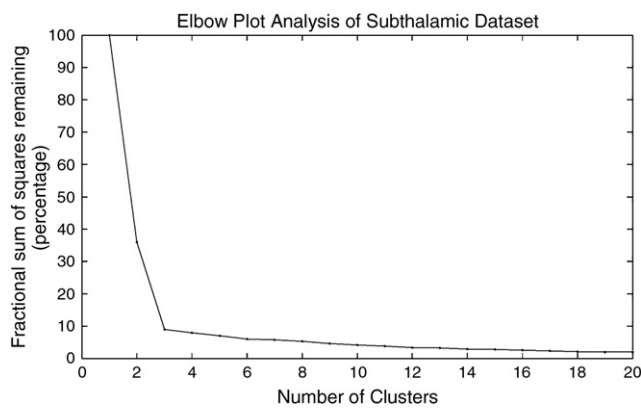 Elbow Plot Analysis of Subthalamic Dataset
Fractional sum of squares remaining
(percentage)
100
90
80
70
60
50
40
30
20
10
0
0 2 4 6 8 10 12 14 16 18 20
Number of Clusters